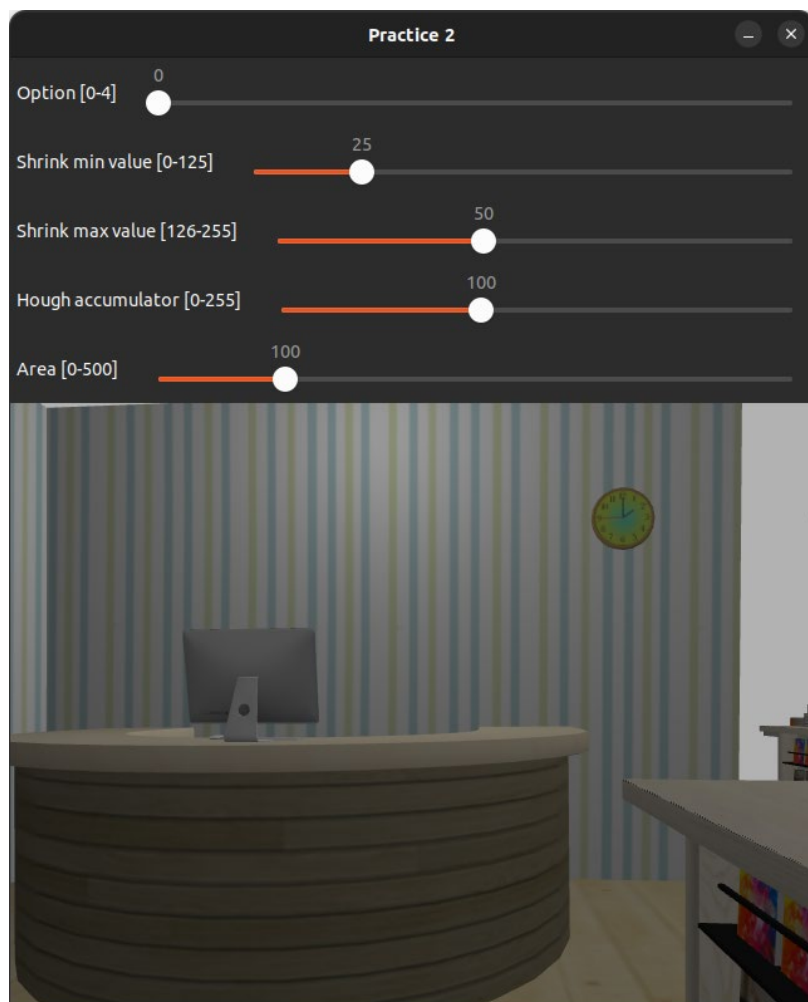 Practice 2
0
Option [0-4]
25
Shrink min value [0-125]
50
Shrink max value [126-255]
100
Hough accumulator [0-255]
100
Area [0-500]